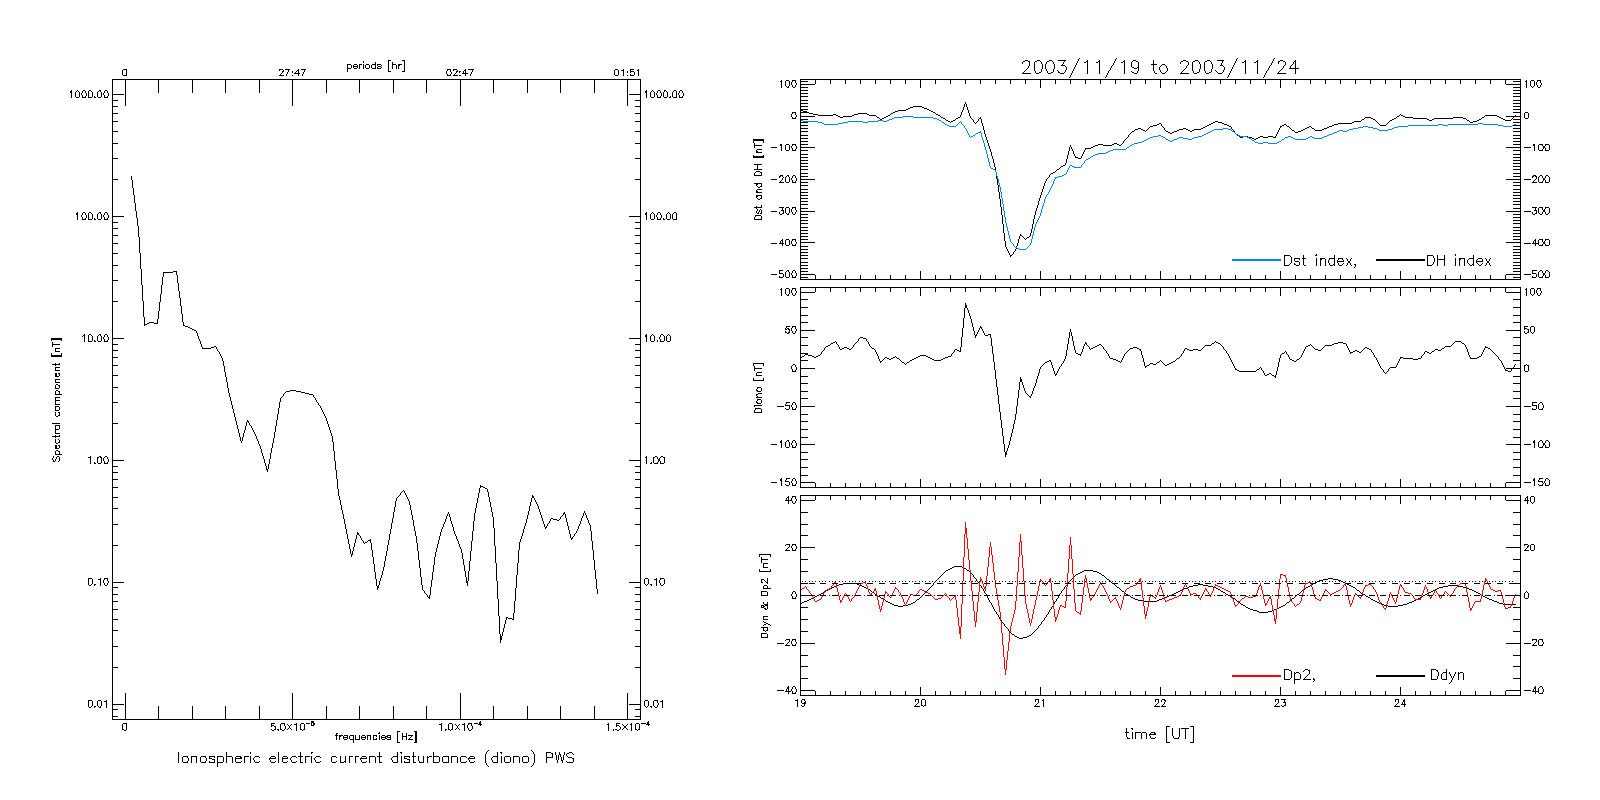 periods [hr]
0 27:47 02:47 01:51
1000.00 1000.00
100.00 100.00
10.00 10.00
1.00 1.00
0.10 0.10
0.01 0.01
Spectral component [nT]
0 5.0×10⁻⁵ 1.0×10⁻⁴ 1.5×10⁻⁴
frequencies [Hz]
Ionospheric electric current disturbance (diono) PWS
2003/11/19 to 2003/11/24
100 100
0 0
−100 −100
−200 −200
−300 −300
−400 −400
−500 −500
Dst and DH [nT]
Dst index, DH index
100 100
50 50
0 0
−50 −50
−100 −100
−150 −150
DIono [nT]
40 40
20 20
0 0
−20 −20
−40 −40
Ddyn & Dp2 [nT]
Dp2, Ddyn
19 20 21 22 23 24
time [UT]